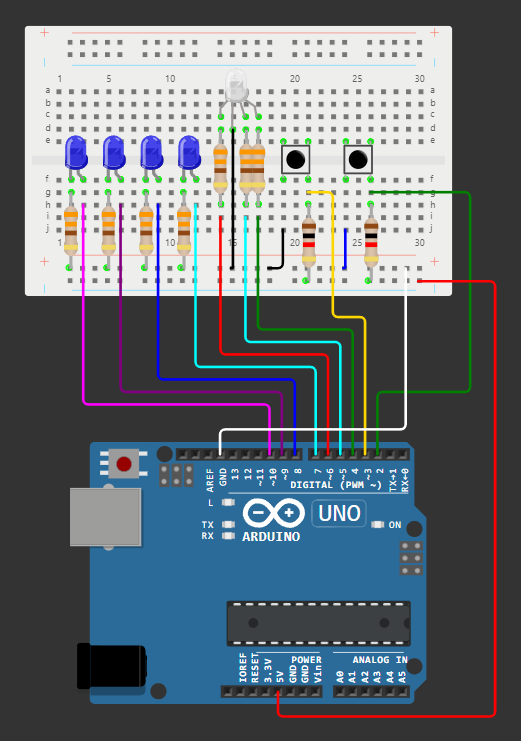 1 5 10 20 25 30
a a
b b
c c
d d
e e
f f
g g
h h
i i
j j
1 10 15 20 25 30
AREF
GND
13
12
~11
~10
~9
8
7
~6
~5
4
~3
2
TX→1
RX←0
DIGITAL (PWM ~)
L
TX
RX
UNO
ON
ARDUINO
IOREF
RESET
3.3V
5V
GND
GND
Vin
POWER
ANALOG IN
A0
A1
A2
A3
A4
A5